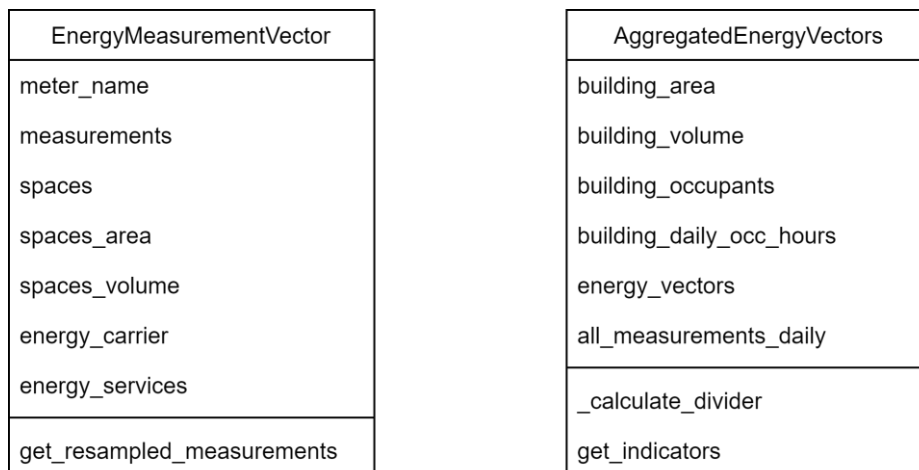 EnergyMeasurementVector
meter_name
measurements
spaces
spaces_area
spaces_volume
energy_carrier
energy_services
get_resampled_measurements
AggregatedEnergyVectors
building_area
building_volume
building_occupants
building_daily_occ_hours
energy_vectors
all_measurements_daily
_calculate_divider
get_indicators